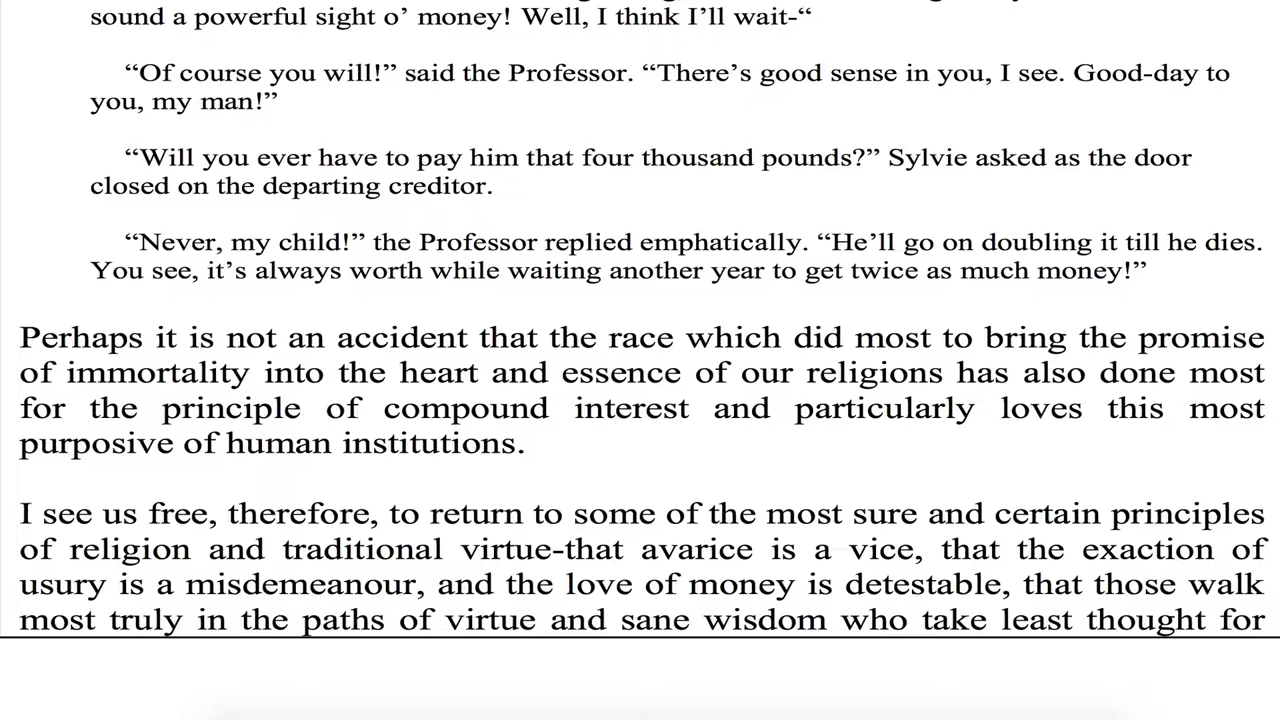 sound a powerful sight o’ money! Well, I think I’ll wait-“
“Of course you will!” said the Professor. “There’s good sense in you, I see. Good-day to
you, my man!”
“Will you ever have to pay him that four thousand pounds?” Sylvie asked as the door
closed on the departing creditor.
“Never, my child!” the Professor replied emphatically. “He’ll go on doubling it till he dies.
You see, it’s always worth while waiting another year to get twice as much money!”
Perhaps it is not an accident that the race which did most to bring the promise
of immortality into the heart and essence of our religions has also done most
for the principle of compound interest and particularly loves this most
purposive of human institutions.
I see us free, therefore, to return to some of the most sure and certain principles
of religion and traditional virtue-that avarice is a vice, that the exaction of
usury is a misdemeanour, and the love of money is detestable, that those walk
most truly in the paths of virtue and sane wisdom who take least thought for